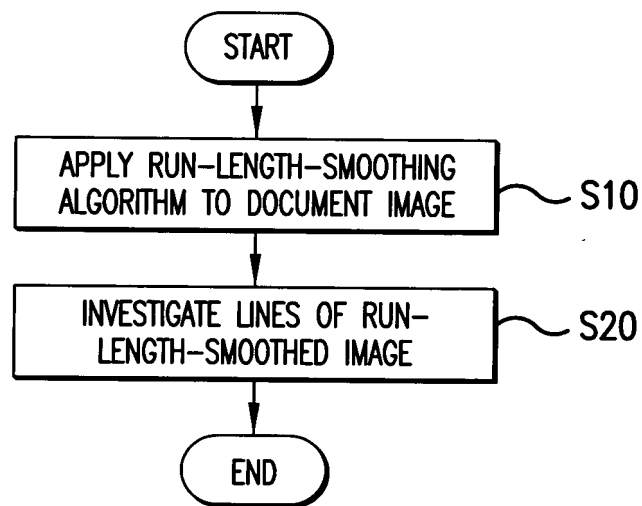 START
APPLY RUN-LENGTH-SMOOTHING
ALGORITHM TO DOCUMENT IMAGE
S10
INVESTIGATE LINES OF RUN-
LENGTH-SMOOTHED IMAGE
S20
END